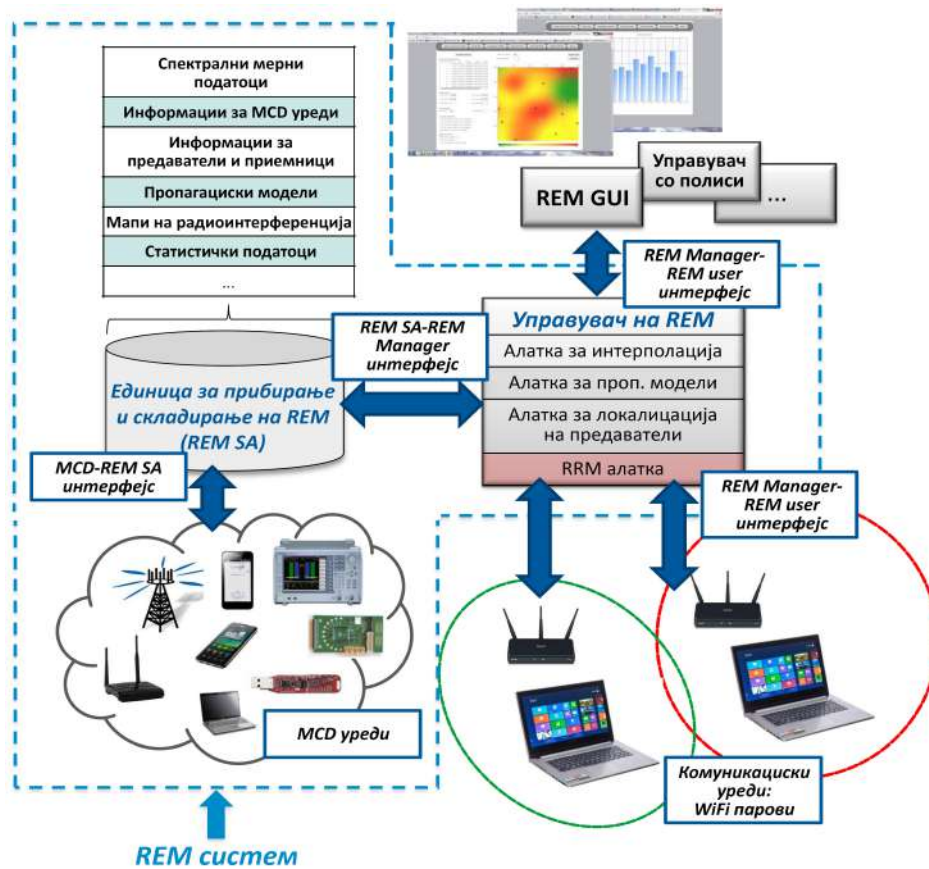 Спектрални мерни
податоци
Информации за MCD уреди
Информации за
предаватели и приемници
Пропагациски модели
Мапи на радиоинтерференција
Статистички податоци
...
REM GUI
Управувач
со полиси
...
REM Manager-
REM user
интерфејс
REM SA-REM
Manager
интерфејс
Управувач на REM
Алатка за интерполација
Алатка за проп. модели
Алатка за локалицација
на предаватели
RRM алатка
Единица за прибирање
и складирање на REM
(REM SA)
MCD-REM SA
интерфејс
REM Manager-
REM user
интерфејс
MCD уреди
Комуникациски
уреди:
WiFi парови
REM систем